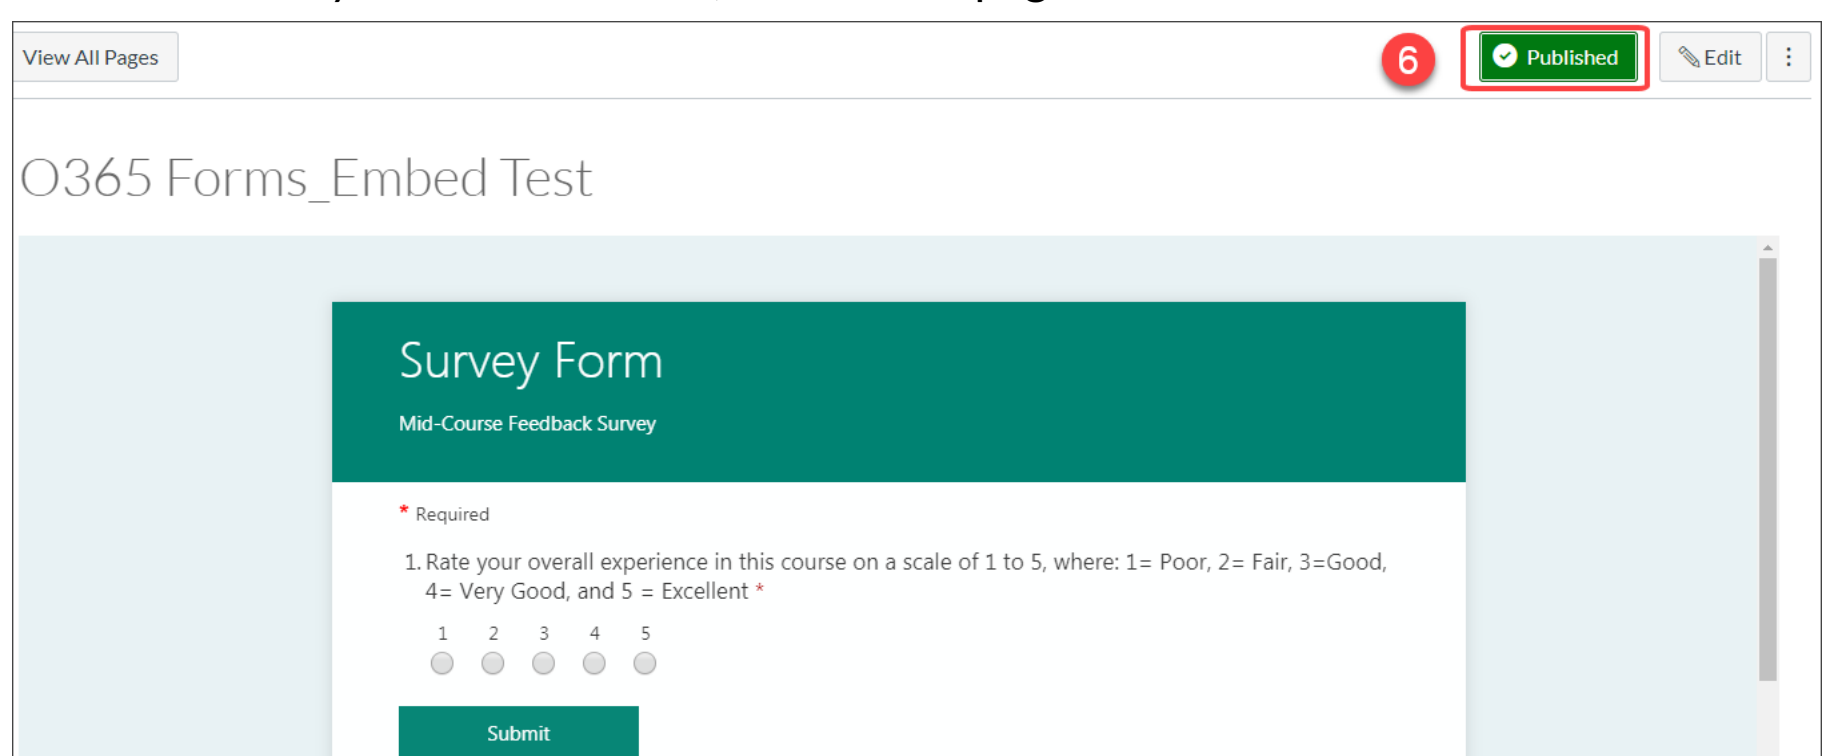 View All Pages
6
Published
Edit
O365 Forms_Embed Test
Survey Form
Mid-Course Feedback Survey
* Required
1. Rate your overall experience in this course on a scale of 1 to 5, where: 1= Poor, 2= Fair, 3=Good,
4= Very Good, and 5 = Excellent *
1 2 3 4 5
Submit